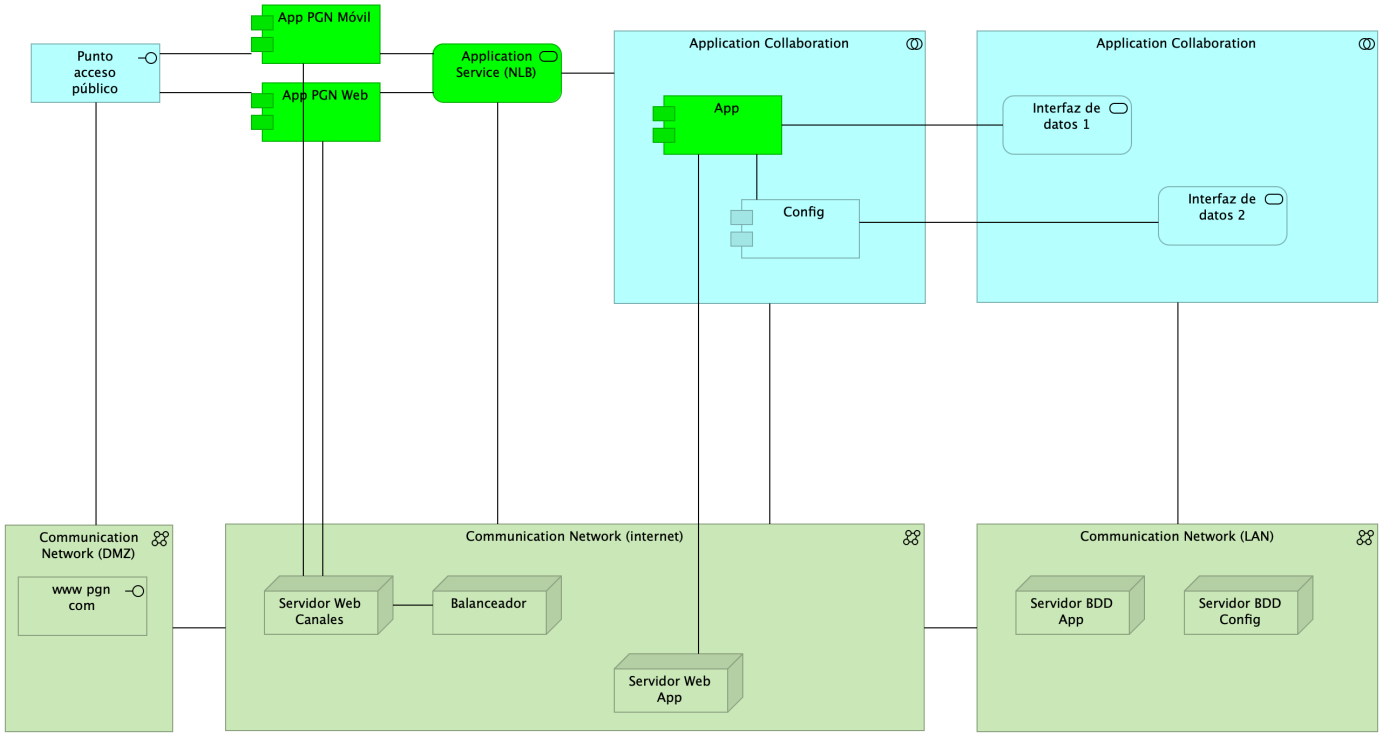 App PGN Móvil
Punto
acceso
público
App PGN Web
Application
Service (NLB)
Application Collaboration
App
Config
Application Collaboration
Interfaz de
datos 1
Interfaz de
datos 2
Communication
Network (DMZ)
www pgn
com
Communication Network (internet)
Servidor Web
Canales
Balanceador
Servidor Web
App
Communication Network (LAN)
Servidor BDD
App
Servidor BDD
Config